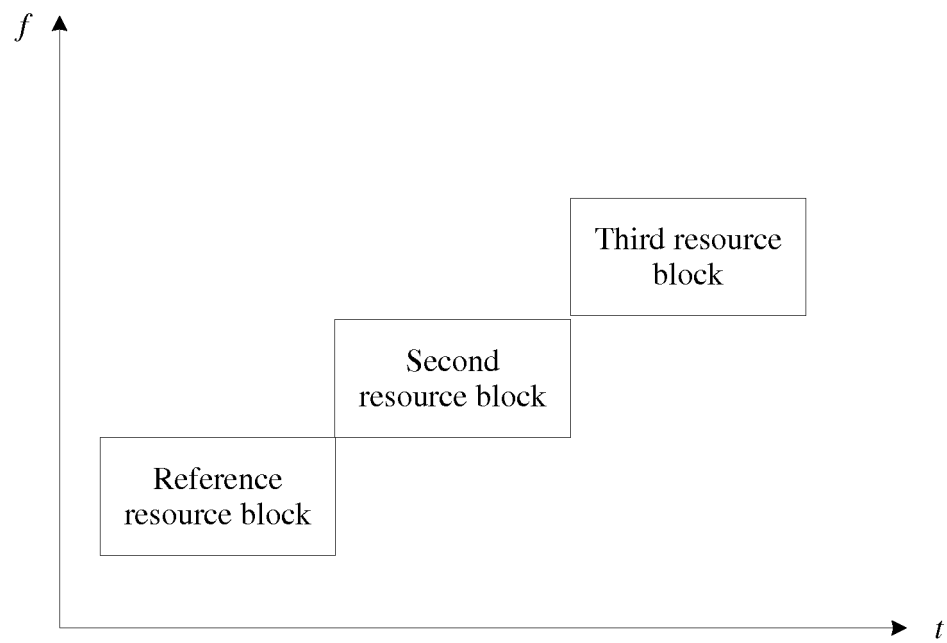 f
Third resource
block
Second
resource block
Reference
resource block
t